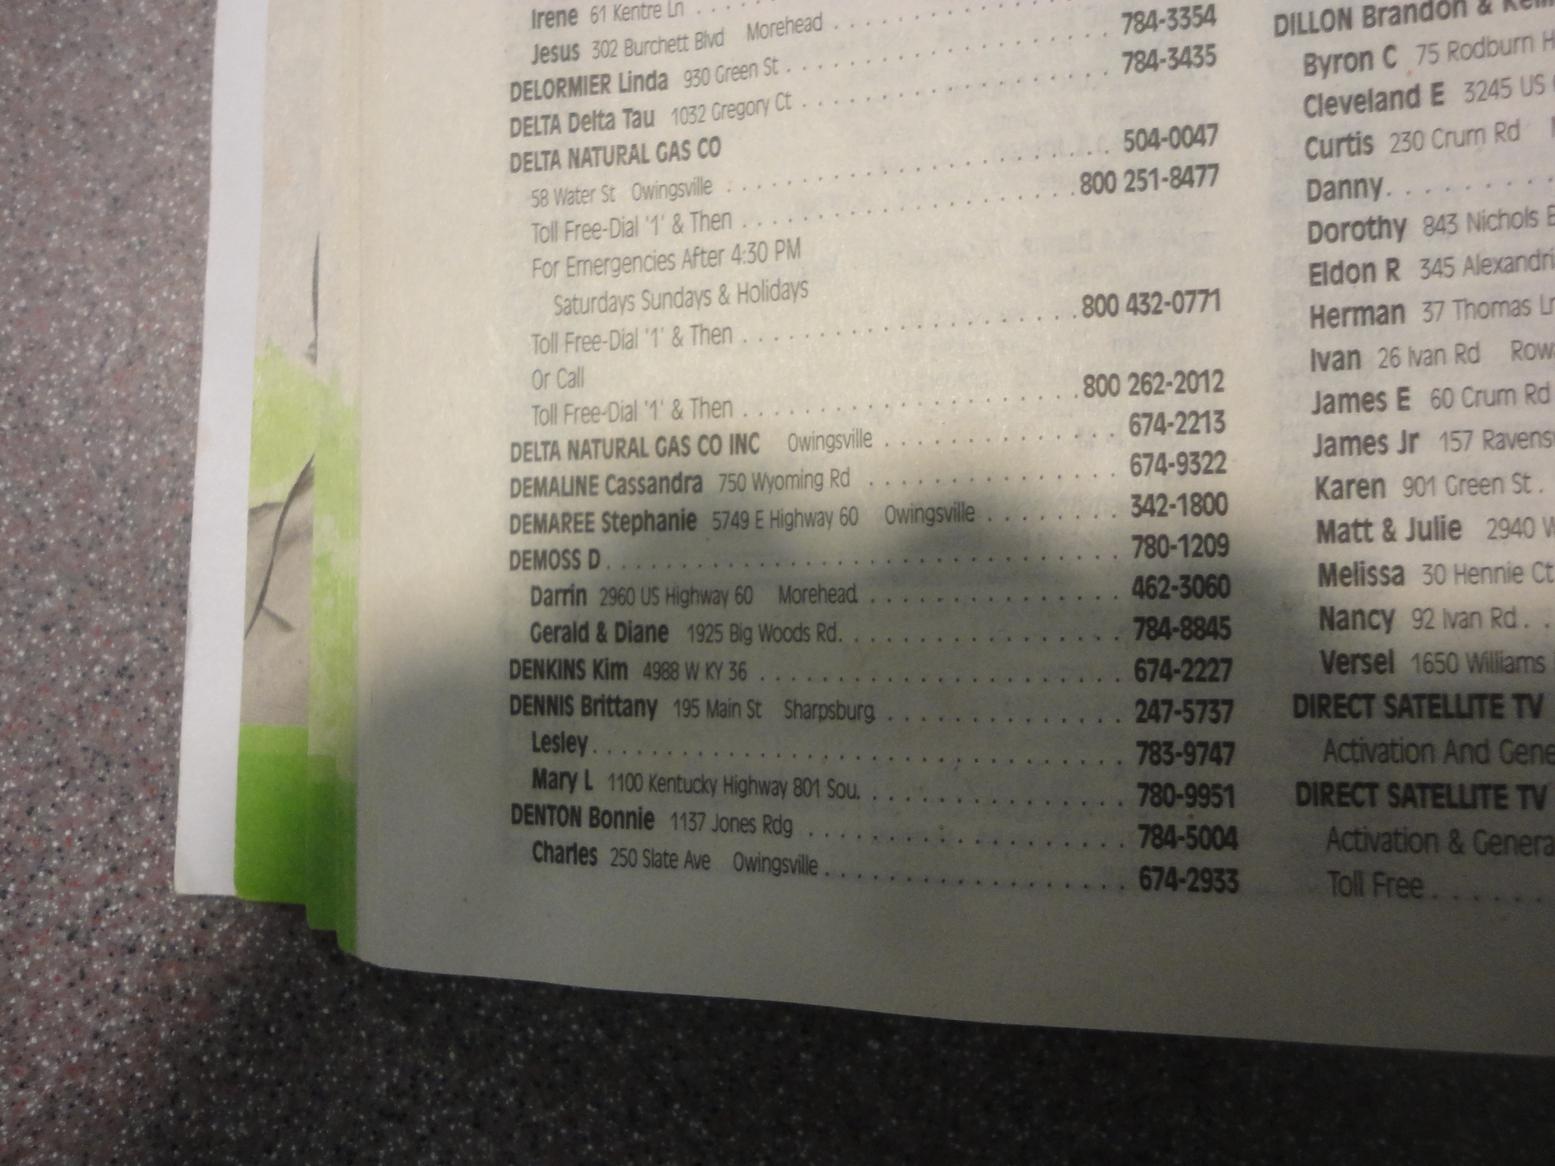 Irene 61 Kentre Ln
Jesus 302 Burchett Blvd Morehead
DELORMIER Linda 930 Green St 784-3354
DELTA Delta Tau 1032 Gregory Ct 784-3435
DELTA NATURAL GAS CO
58 Water St Owingsville 504-0047
Toll Free-Dial '1' & Then 800 251-8477
For Emergencies After 4:30 PM
Saturdays Sundays & Holidays
Toll Free-Dial '1' & Then 800 432-0771
Or Call
Toll Free-Dial '1' & Then 800 262-2012
DELTA NATURAL GAS CO INC Owingsville 674-2213
DEMALINE Cassandra 750 Wyoming Rd 674-9322
DEMAREE Stephanie 5749 E Highway 60 Owingsville 342-1800
DEMOSS D 780-1209
Darrin 2960 US Highway 60 Morehead 462-3060
Gerald & Diane 1925 Big Woods Rd 784-8845
DENKINS Kim 4988 W KY 36 674-2227
DENNIS Brittany 195 Main St Sharpsburg 247-5737
Lesley 783-9747
Mary L 1100 Kentucky Highway 801 Sou 780-9951
DENTON Bonnie 1137 Jones Rdg 784-5004
Charles 250 Slate Ave Owingsville 674-2933
DILLON Brandon &
Byron C 75 Rodburn H
Cleveland E 3245 US
Curtis 230 Crum Rd
Danny
Dorothy 843 Nichols
Eldon R 345 Alexandri
Herman 37 Thomas Ln
Ivan 26 Ivan Rd Row
James E 60 Crum Rd
James Jr 157 Ravens
Karen 901 Green St
Matt & Julie 2940 W
Melissa 30 Hennie Ct
Nancy 92 Ivan Rd
Versel 1650 Williams
DIRECT SATELLITE TV
Activation And Gene
DIRECT SATELLITE TV
Activation & Genera
Toll Free